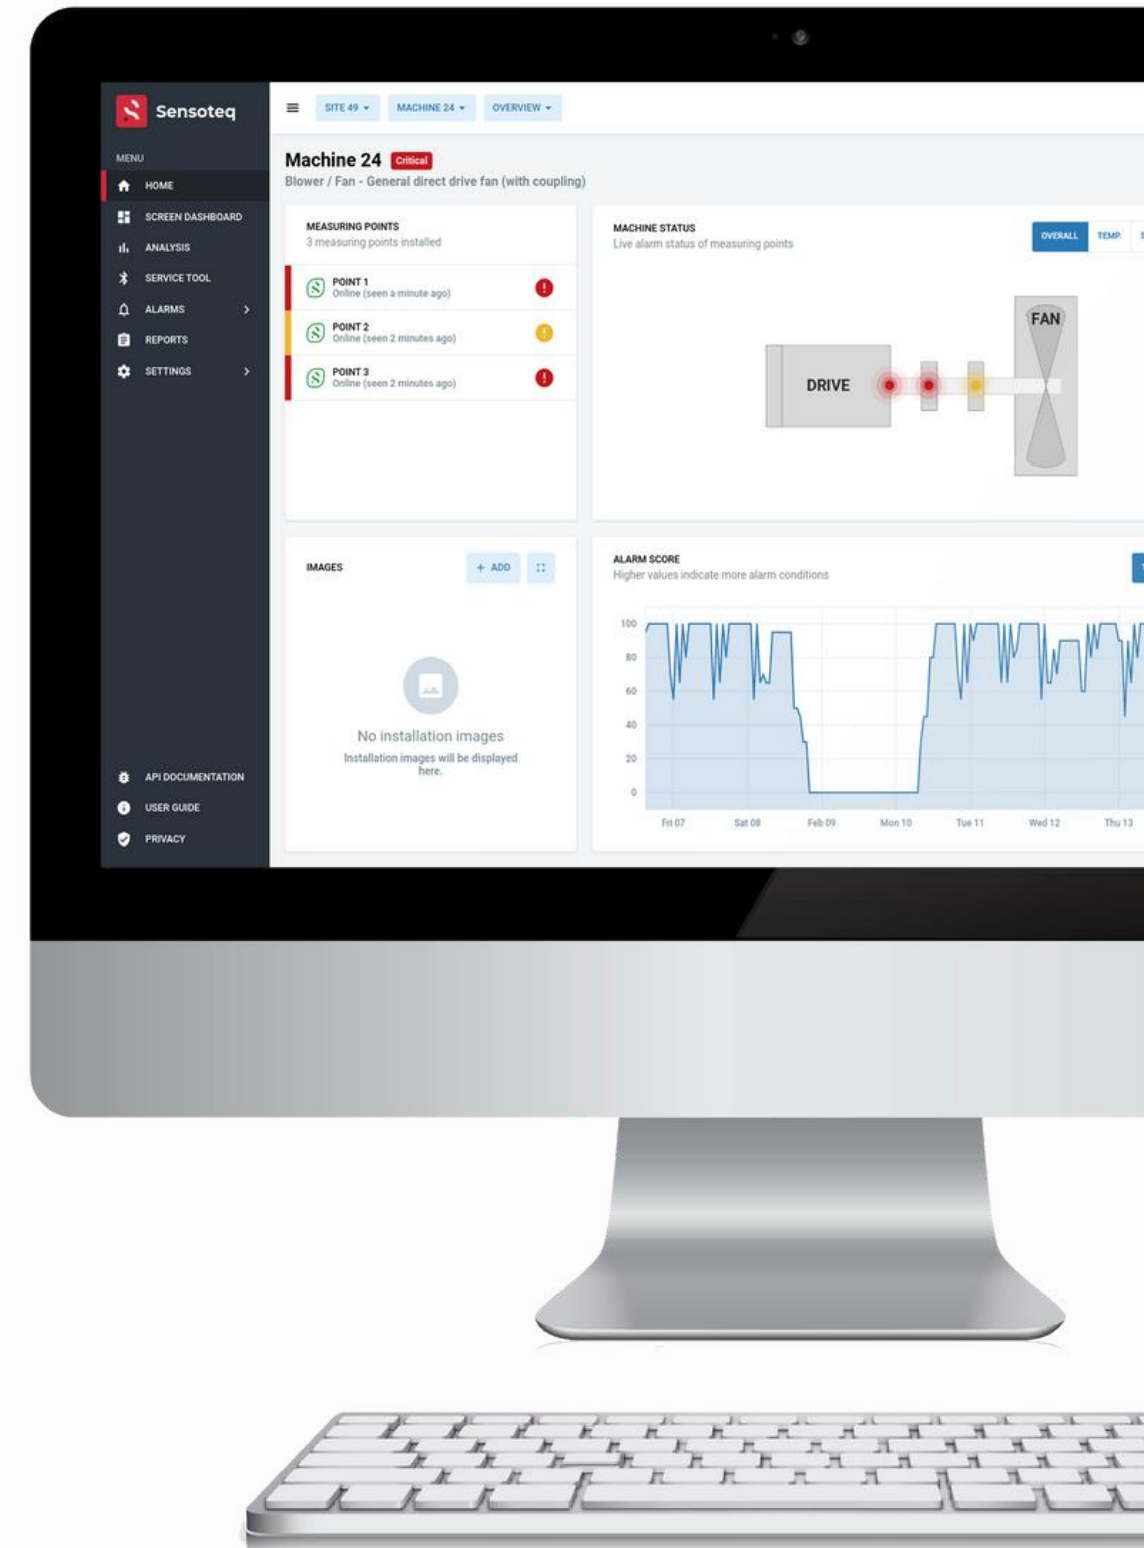 Sensoteq
MENU
HOME
SCREEN DASHBOARD
ANALYSIS
SERVICE TOOL
ALARMS
REPORTS
SETTINGS
API DOCUMENTATION
USER GUIDE
PRIVACY
SITE 49
MACHINE 24
OVERVIEW
Machine 24 Critical
Blower / Fan - General direct drive fan (with coupling)
MEASURING POINTS
3 measuring points installed
POINT 1
Online (seen a minute ago)
POINT 2
Online (seen 2 minutes ago)
POINT 3
Online (seen 2 minutes ago)
MACHINE STATUS
Live alarm status of measuring points
OVERALL TEMP.
DRIVE
FAN
IMAGES
+ ADD
No installation images
Installation images will be displayed
here.
ALARM SCORE
Higher values indicate more alarm conditions
100
80
60
40
20
0
Fri 07 Sat 08 Feb 09 Mon 10 Tue 11 Wed 12 Thu 13